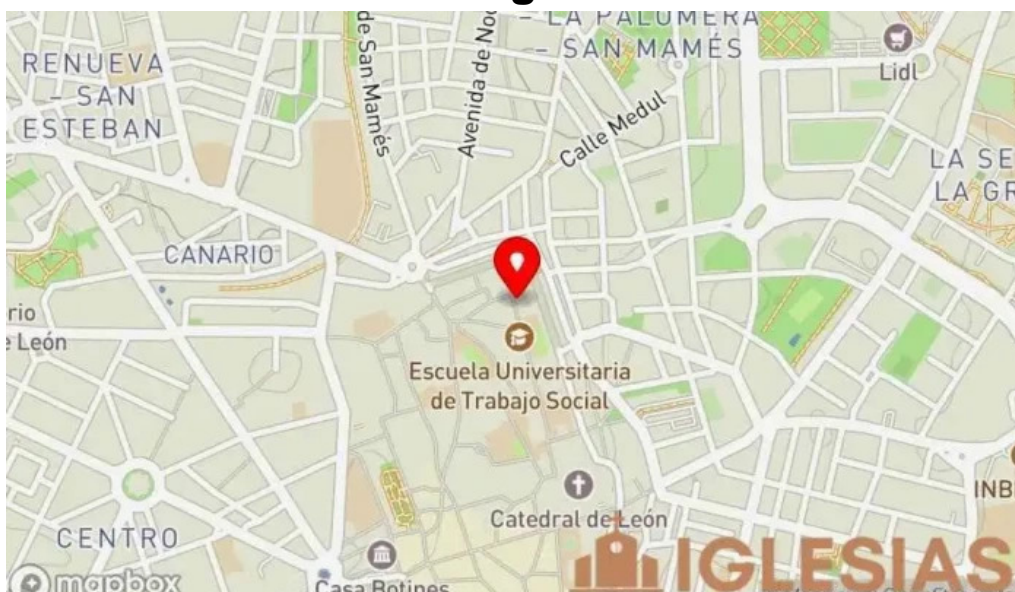 LA PALOMERA
– SAN MAMÉS
RENUEVA
– SAN
ESTEBAN
de San Mamés
Avenida de Noc
Calle Medul
Lidl
LA SE
LA GR
CANARIO
rio
e León
Escuela Universitaria
de Trabajo Social
Catedral de León
INB
CENTRO
Casa Botines
mapbox
IGLESIAS